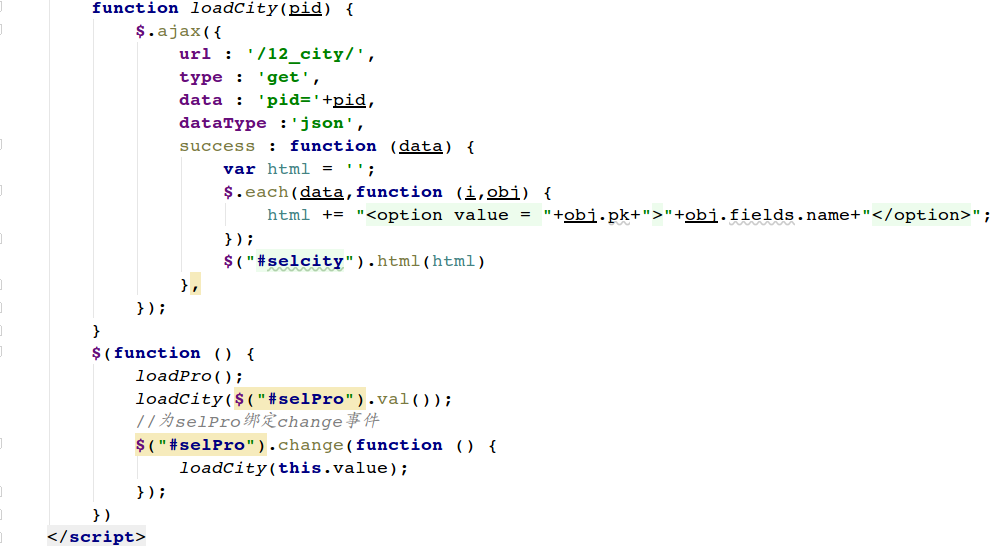 function loadCity(pid) {
    $.ajax({
        url : '/12_city/',
        type : 'get',
        data : 'pid='+pid,
        dataType :'json',
        success : function (data) {
            var html = '';
            $.each(data,function (i,obj) {
                html += "<option value = "+obj.pk+">"+obj.fields.name+"</option>";
            });
            $("#selcity").html(html)
        },
    });
}
$(function () {
    loadPro();
    loadCity($("#selPro").val());
    //为selPro绑定change事件
    $("#selPro").change(function () {
        loadCity(this.value);
    });
})
</script>